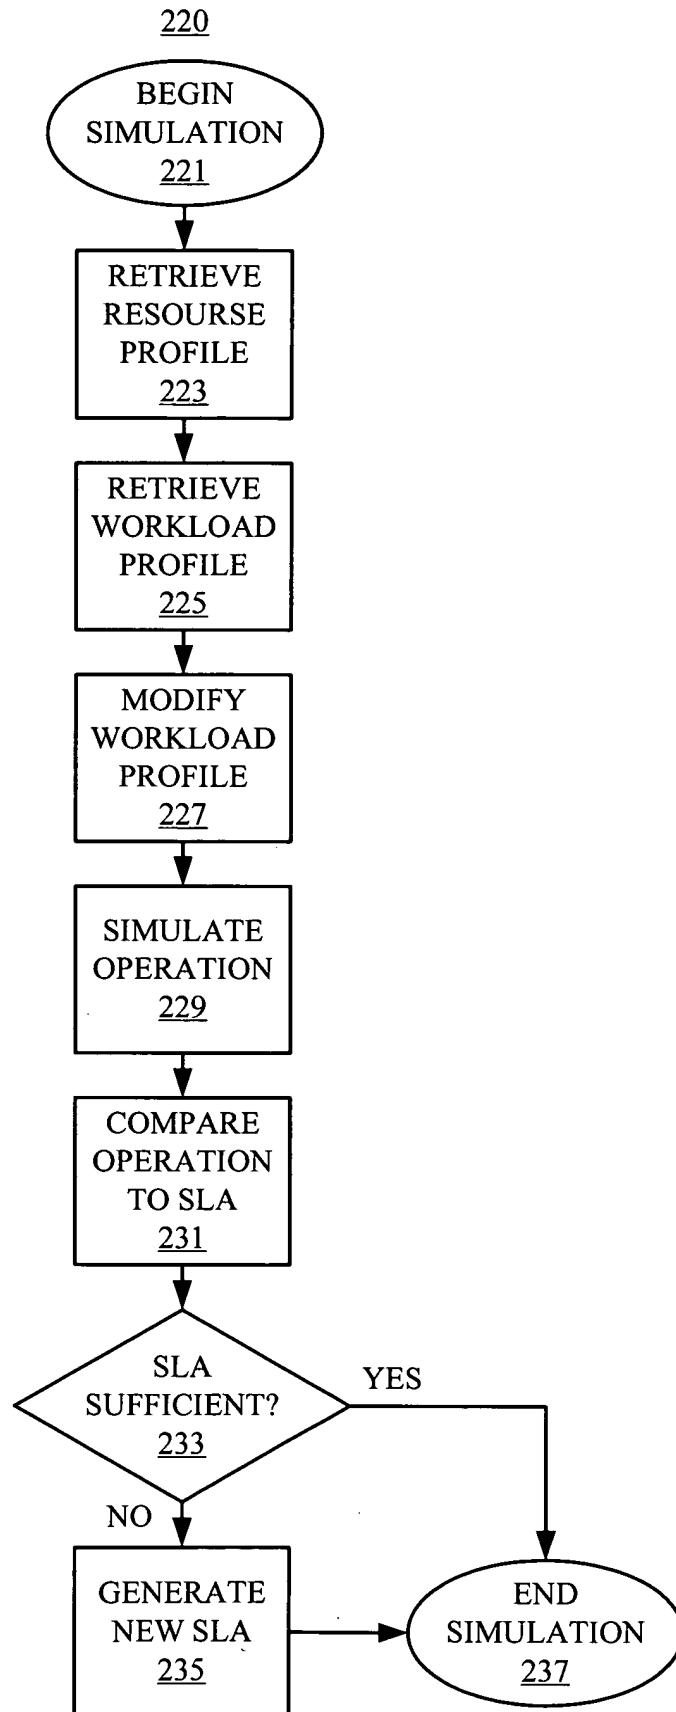 220
BEGIN
SIMULATION
221
RETRIEVE
RESOURSE
PROFILE
223
RETRIEVE
WORKLOAD
PROFILE
225
MODIFY
WORKLOAD
PROFILE
227
SIMULATE
OPERATION
229
COMPARE
OPERATION
TO SLA
231
SLA
SUFFICIENT?
233
YES
NO
GENERATE
NEW SLA
235
END
SIMULATION
237